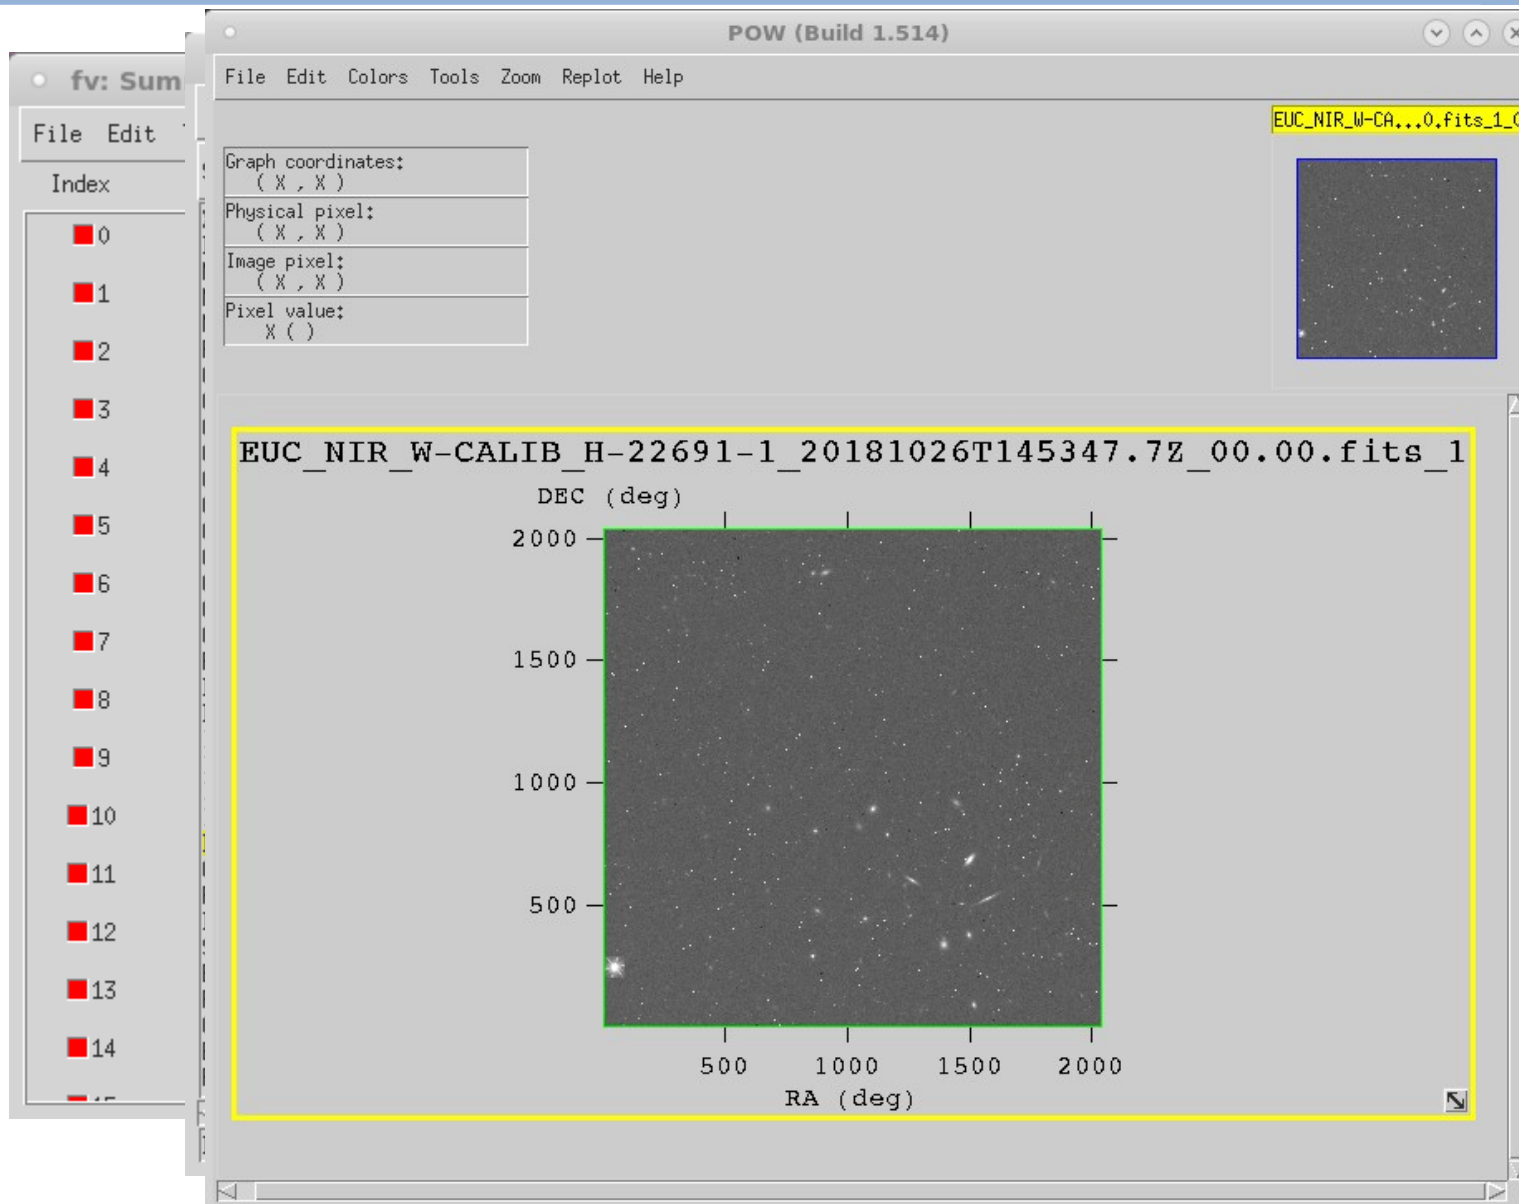 POW (Build 1.514)
File Edit Colors Tools Zoom Replot Help
fv: Sum
File Edit
Index
0
1
2
3
4
5
6
7
8
9
10
11
12
13
14
Graph coordinates:
( X , X )
Physical pixel:
( X , X )
Image pixel:
( X , X )
Pixel value:
X ( )
EUC_NIR_W-CA...0.fits_1_
EUC_NIR_W-CALIB_H-22691-1_20181026T145347.7Z_00.00.fits_1
DEC (deg)
2000
1500
1000
500
500 1000 1500 2000
RA (deg)